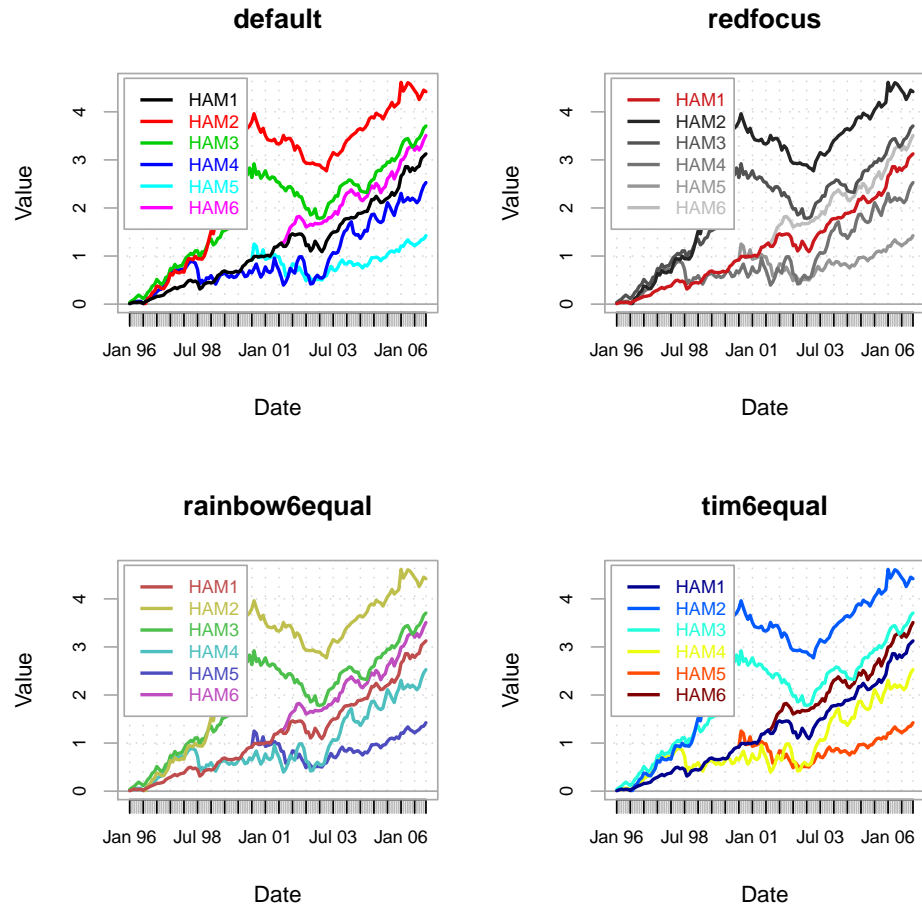 default
HAM1
HAM2
HAM3
HAM4
HAM5
HAM6
Value
4
3
2
1
0
Jan 96 Jul 98 Jan 01 Jul 03 Jan 06
Date
redfocus
HAM1
HAM2
HAM3
HAM4
HAM5
HAM6
Value
4
3
2
1
0
Jan 96 Jul 98 Jan 01 Jul 03 Jan 06
Date
rainbow6equal
HAM1
HAM2
HAM3
HAM4
HAM5
HAM6
Value
4
3
2
1
0
Jan 96 Jul 98 Jan 01 Jul 03 Jan 06
Date
tim6equal
HAM1
HAM2
HAM3
HAM4
HAM5
HAM6
Value
4
3
2
1
0
Jan 96 Jul 98 Jan 01 Jul 03 Jan 06
Date